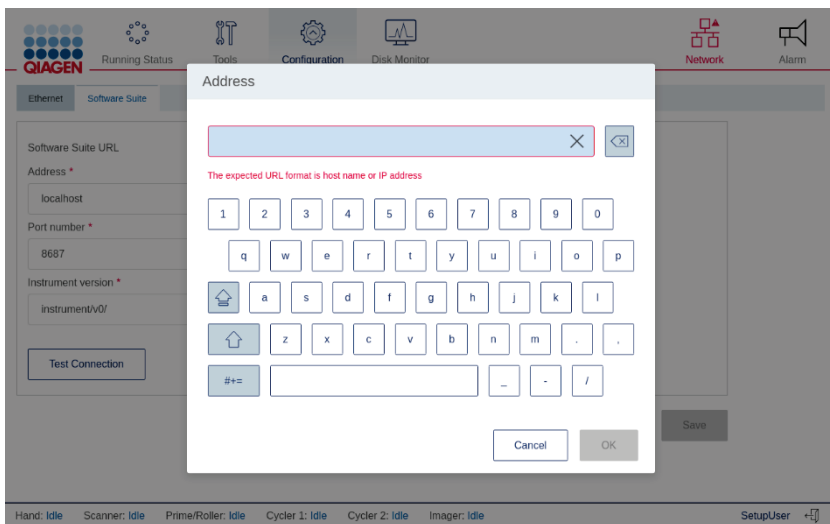 QIAGEN
Running Status Tools Configuration Disk Monitor Network Alarm
Ethernet Software Suite
Software Suite URL
Address *
localhost
Port number *
8687
Instrument version *
instrument/v0/
Test Connection
Save
Address
The expected URL format is host name or IP address
1 2 3 4 5 6 7 8 9 0
q w e r t y u i o p
a s d f g h j k l
z x c v b n m . ,
#+= _ - /
Cancel OK
Hand: Idle Scanner: Idle Prime/Roller: Idle Cycler 1: Idle Cycler 2: Idle Imager: Idle SetupUser